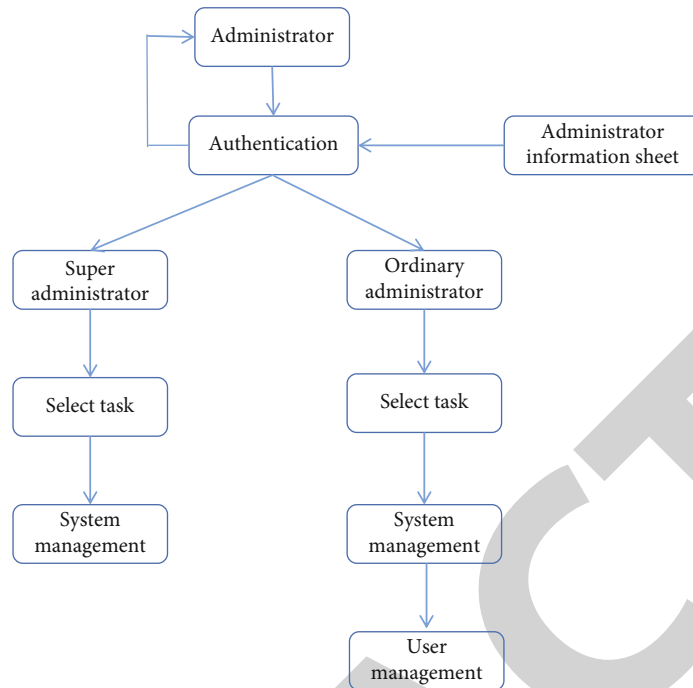 Administrator
Authentication
Administrator
information sheet
Super
administrator
Ordinary
administrator
Select task
Select task
System
management
System
management
User
management